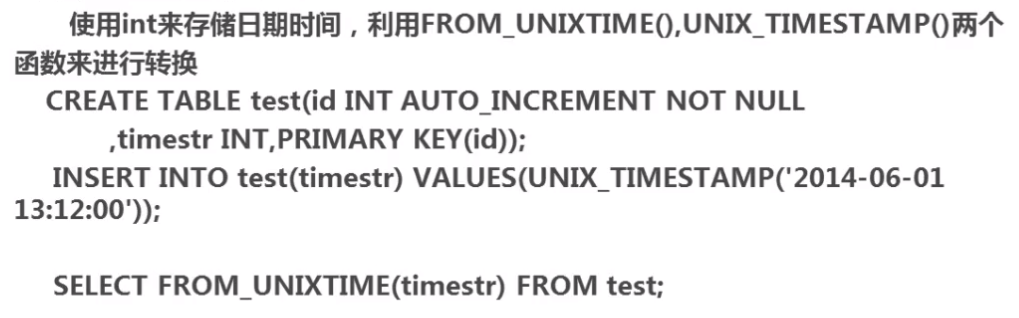 使用int来存储日期时间，利用FROM_UNIXTIME(),UNIX_TIMESTAMP()两个
函数来进行转换
CREATE TABLE test(id INT AUTO_INCREMENT NOT NULL
,timestr INT,PRIMARY KEY(id));
INSERT INTO test(timestr) VALUES(UNIX_TIMESTAMP('2014-06-01
13:12:00'));
SELECT FROM_UNIXTIME(timestr) FROM test;